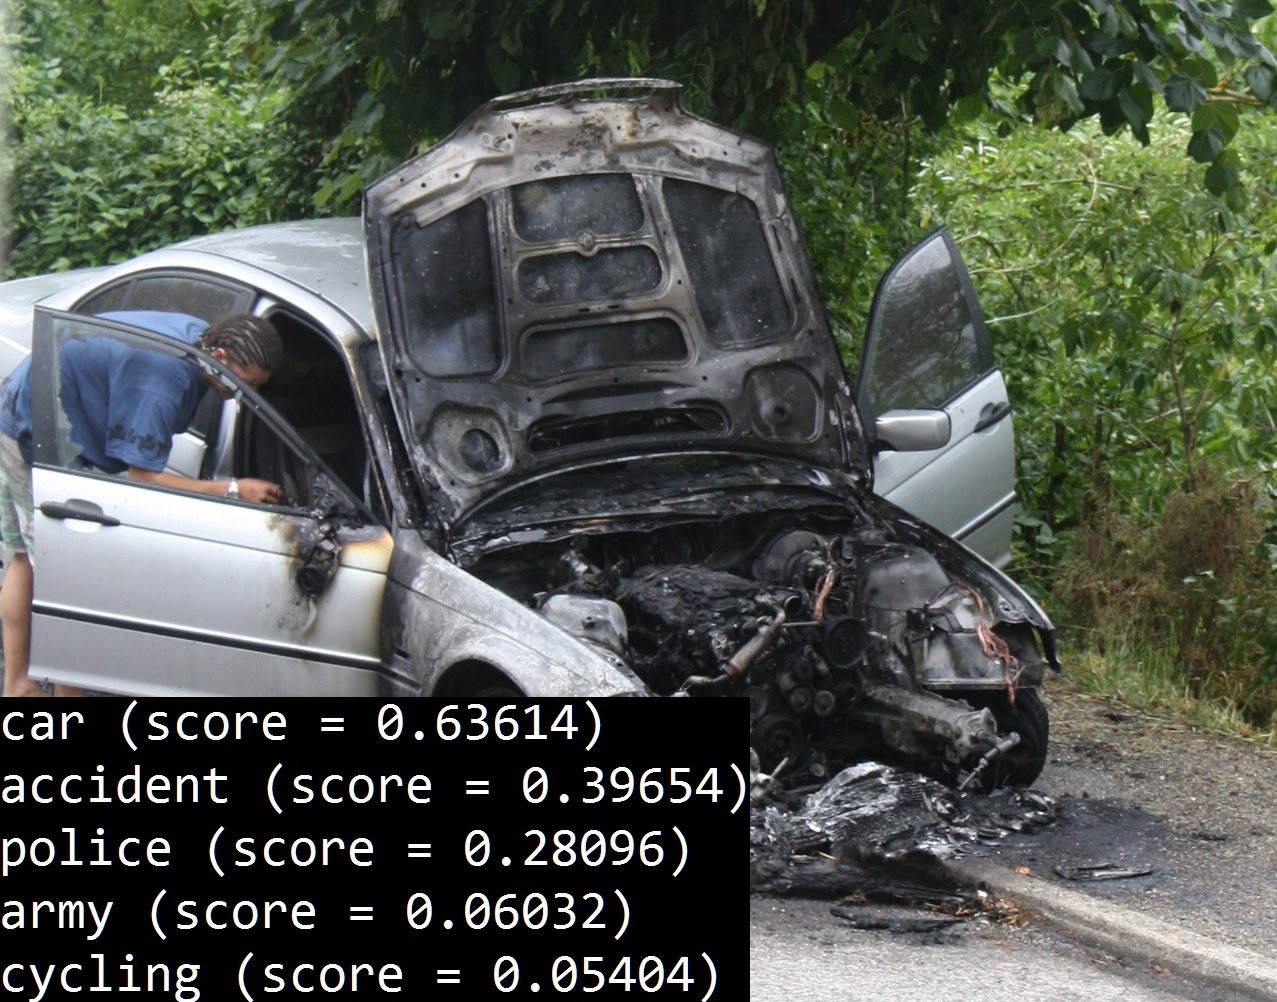 car (score = 0.63614)
accident (score = 0.39654)
police (score = 0.28096)
army (score = 0.06032)
cycling (score = 0.05404)